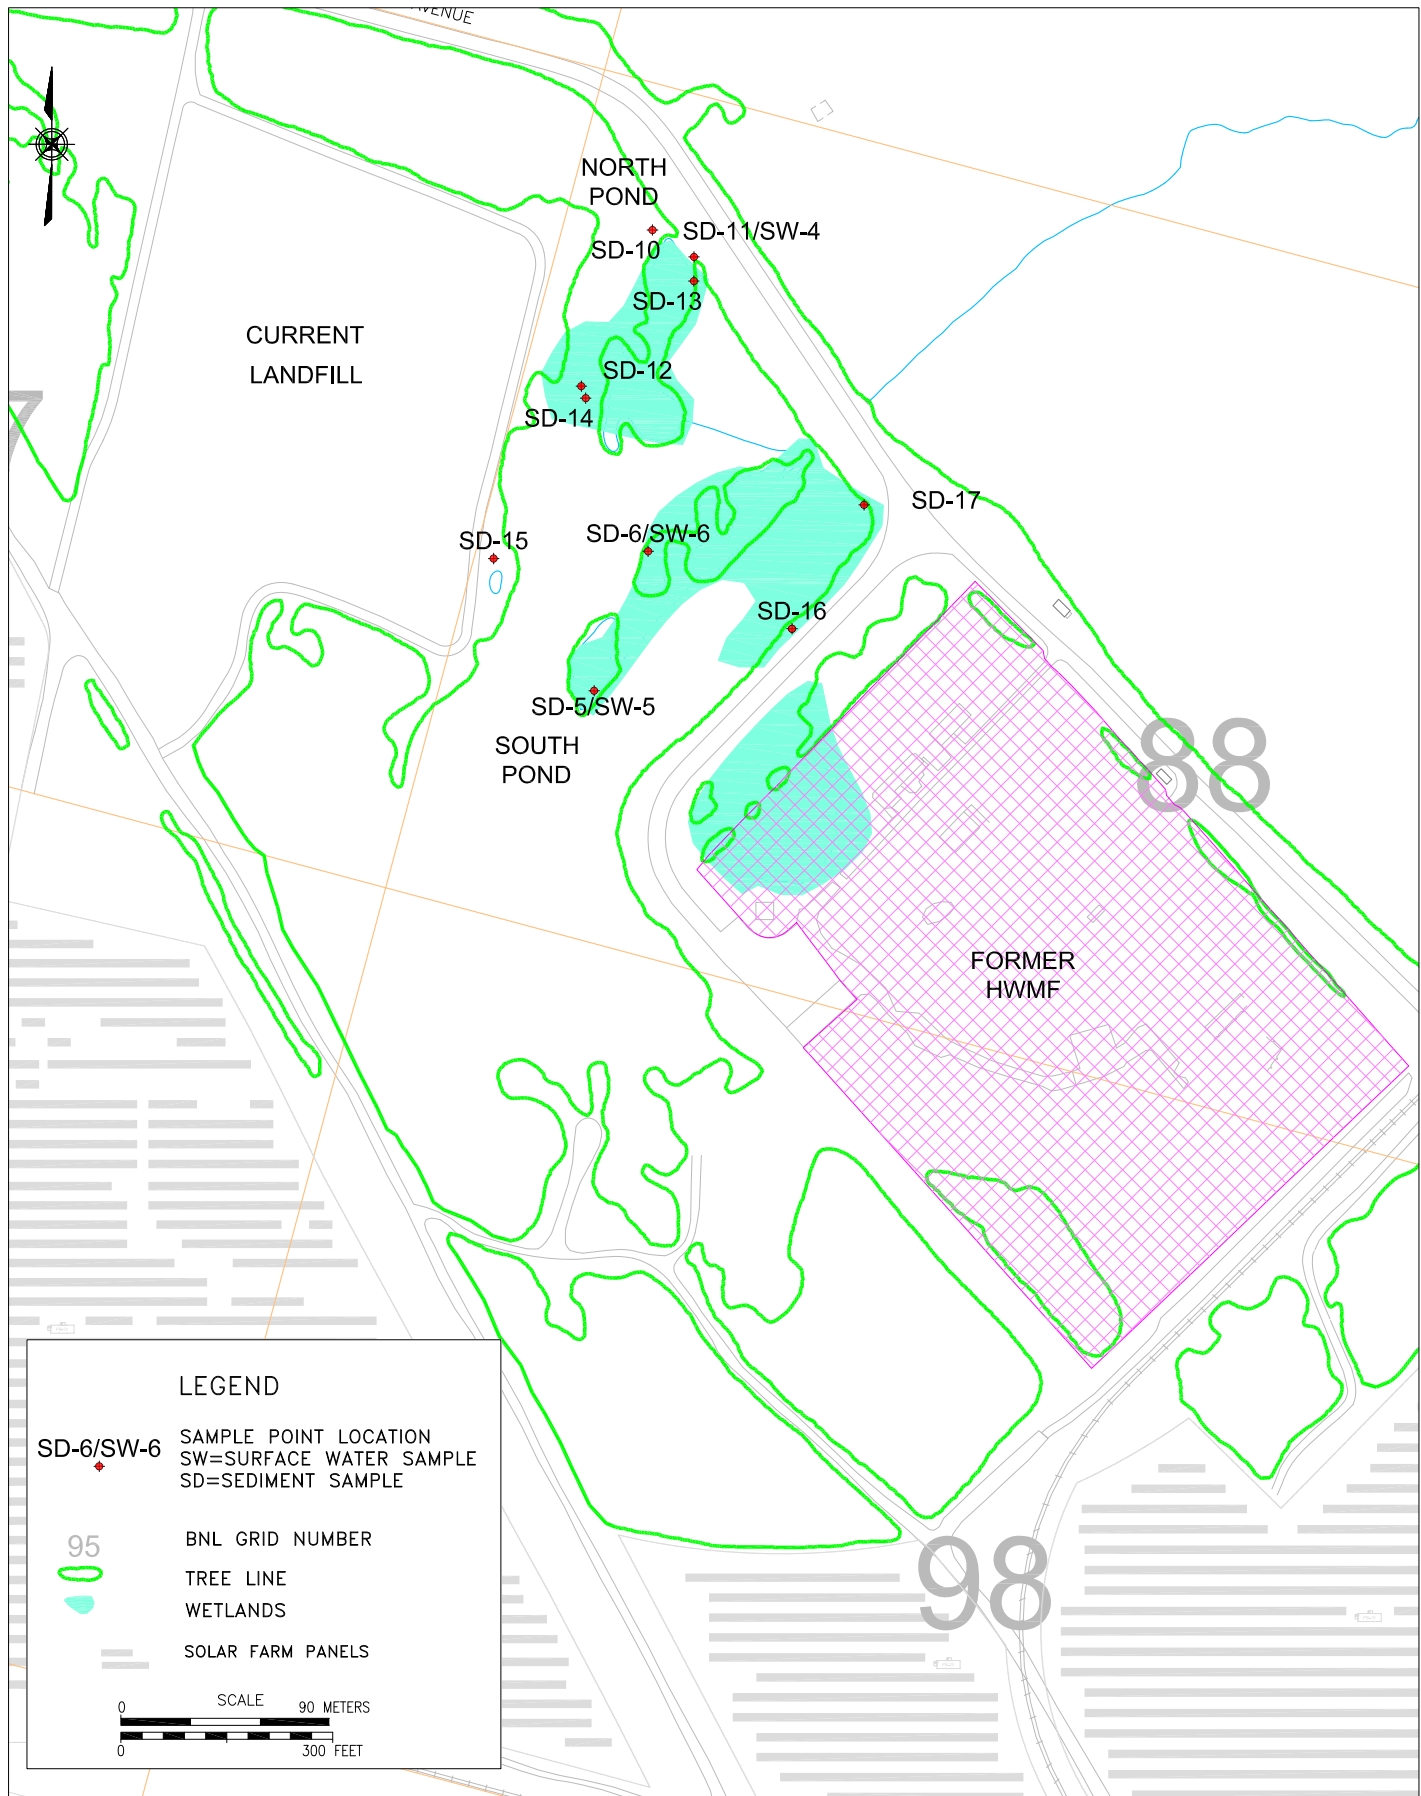 AVENUE
NORTH
POND
SD-11/SW-4
SD-10
SD-13
CURRENT
LANDFILL
SD-12
7
SD-14
SD-17
SD-6/SW-6
SD-15
SD-16
SD-5/SW-5
SOUTH
POND
88
FORMER
HWMF
LEGEND
SD-6/SW-6
SAMPLE POINT LOCATION
SW=SURFACE WATER SAMPLE
SD=SEDIMENT SAMPLE
95
BNL GRID NUMBER
TREE LINE
WETLANDS
SOLAR FARM PANELS
98
SCALE
0 90 METERS
0 300 FEET